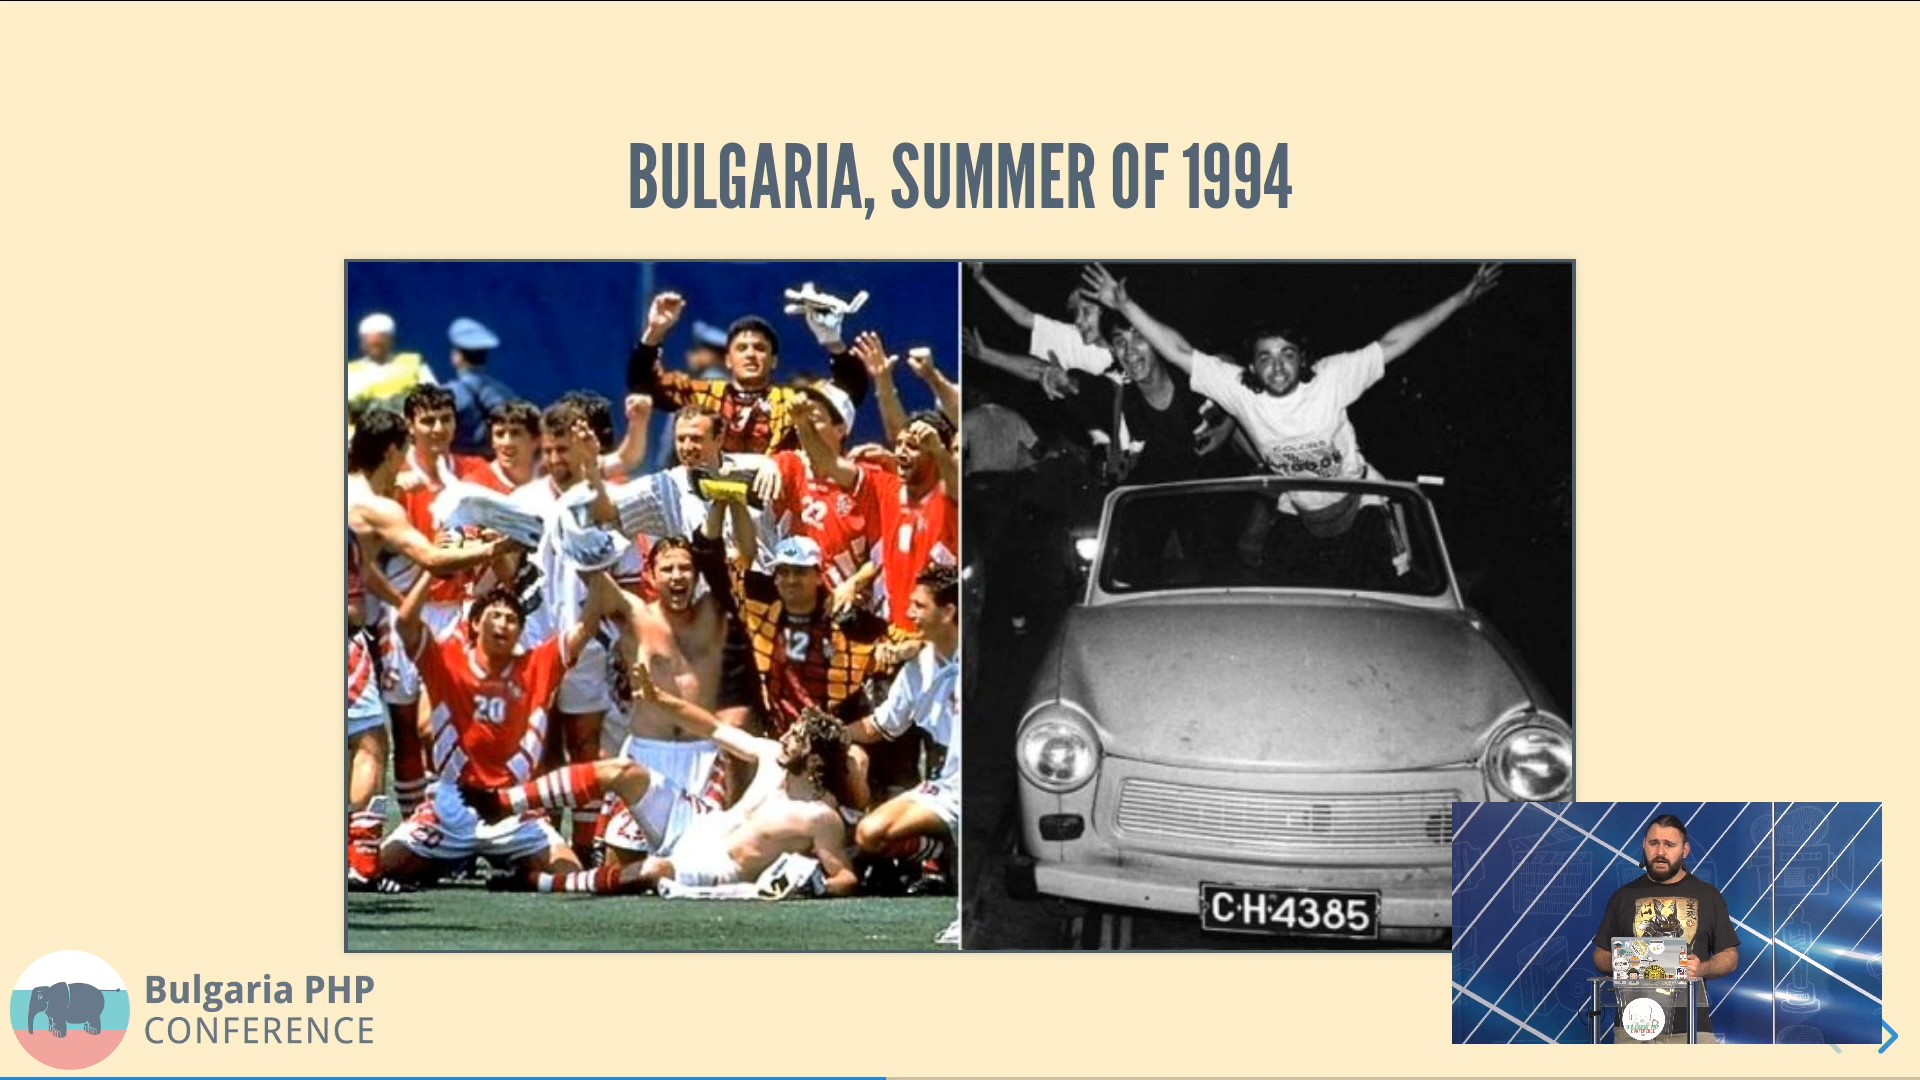 BULGARIA, SUMMER OF 1994
22
20
12
C·H·4385
Bulgaria PHP
CONFERENCE